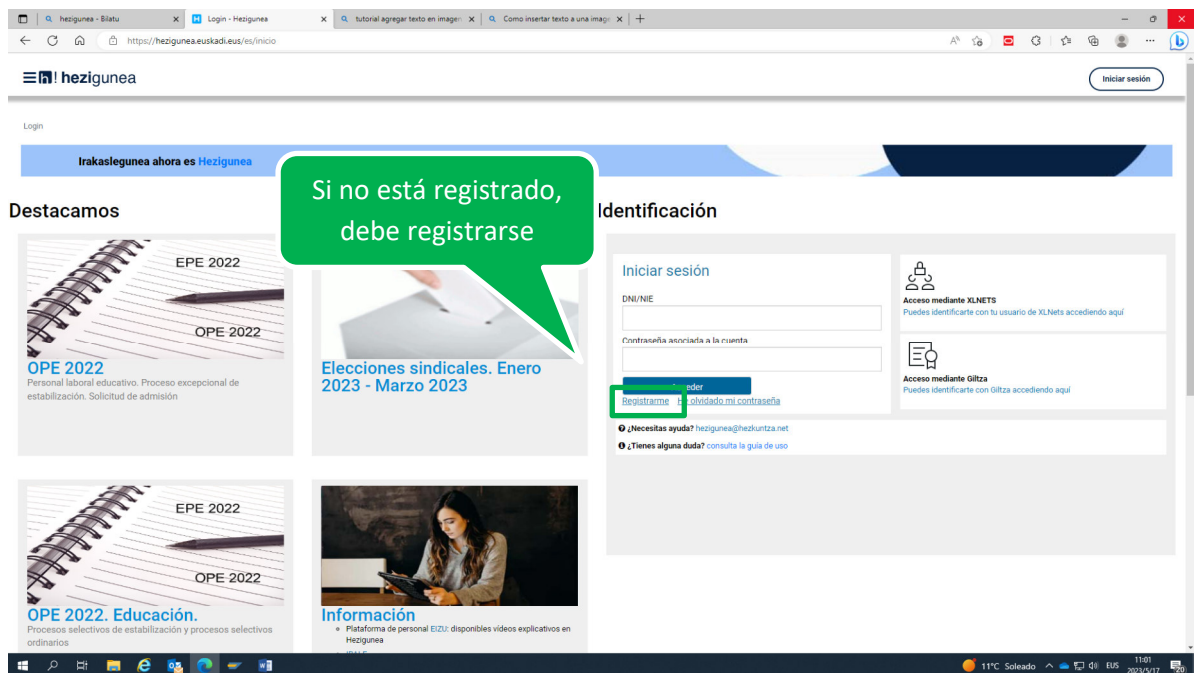 hezigunea - Bilatu
Login - Hezigunea
tutorial agregar texto en imagen
Como insertar texto a una imag
https://hezigunea.euskadi.eus/es/inicio
h! hezigunea
Iniciar sesión
Login
Irakaslegunea ahora es Hezigunea
Si no está registrado,
debe registrarse
Destacamos
EPE 2022
OPE 2022
OPE 2022
Personal laboral educativo. Proceso excepcional de
estabilización. Solicitud de admisión
Elecciones sindicales. Enero
2023 - Marzo 2023
EPE 2022
OPE 2022
OPE 2022. Educación.
Procesos selectivos de estabilización y procesos selectivos
ordinarios
Información
Plataforma de personal EIZU: disponibles vídeos explicativos en
Hezigunea
Identificación
Iniciar sesión
DNI/NIE
Contraseña asociada a la cuenta
Acceder
Registrarme He olvidado mi contraseña
Acceso mediante XLNETS
Puedes identificarte con tu usuario de XLNets accediendo aquí
Acceso mediante Giltza
Puedes identificarte con Giltza accediendo aquí
¿Necesitas ayuda? hezigunea@hezkuntza.net
¿Tienes alguna duda? consulta la guía de uso
11°C Soleado
EUS
11:01
2023/5/17
20